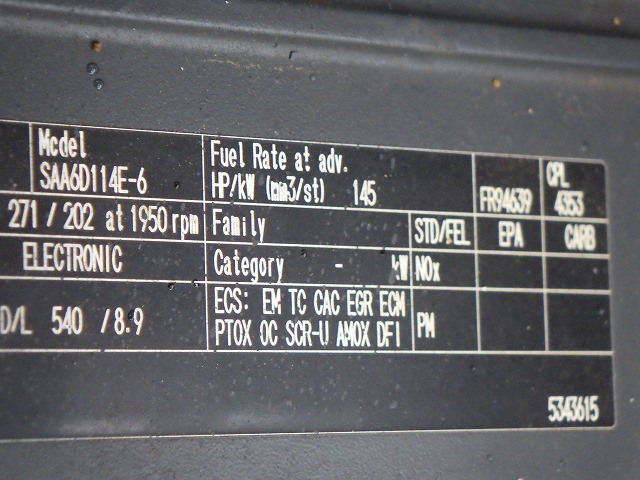 Model
SAA6D114E-6
Fuel Rate at adv.
HP/kW (mm3/st) 145
FR94639
CPL
4353
271 / 202 at 1950 rpm
Family
STD/FEL
EPA
CARB
ELECTRONIC
Category - kW
NOx
D/L 540 / 8.9
ECS: EM TC CAC EGR ECM
PTOX OC SCR-U AMOX DFI
PM
5343615